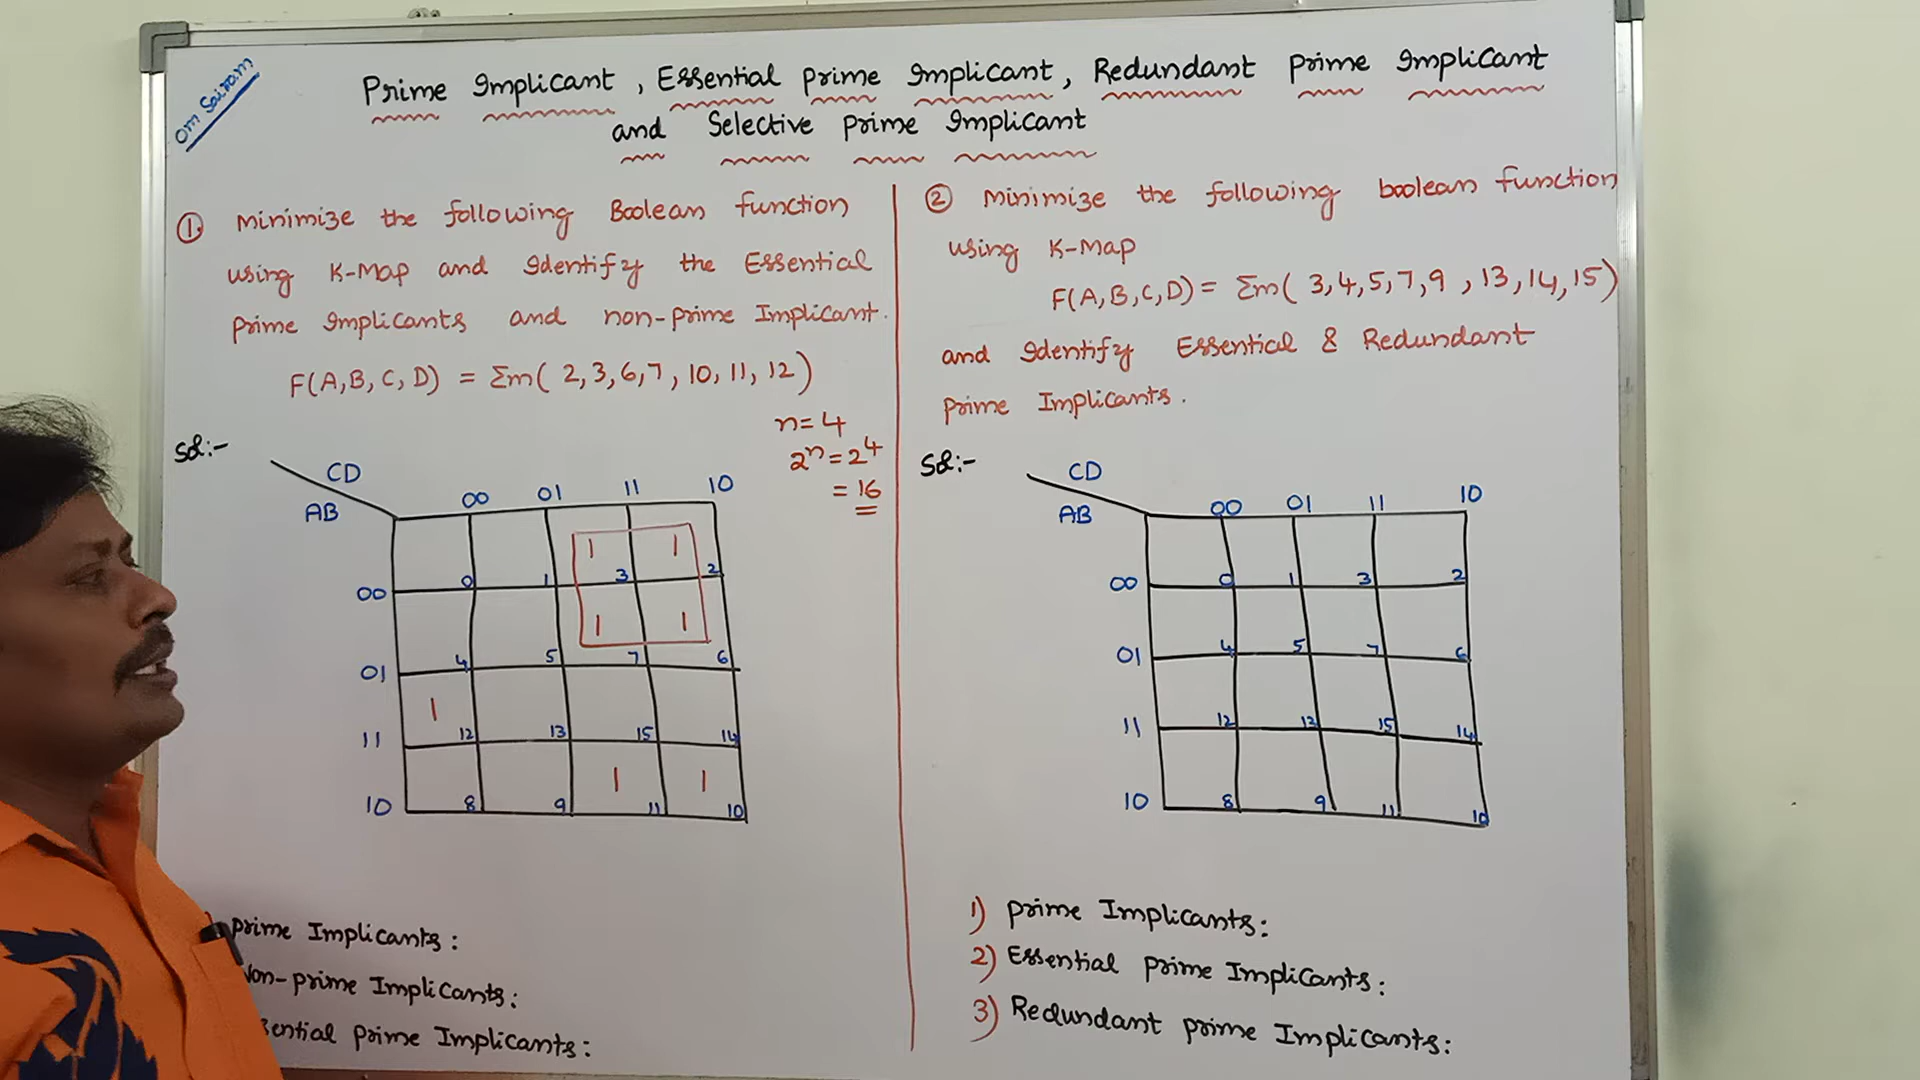 Om Sairam
Prime Implicant, Essential prime Implicant, Redundant prime Implicant
and Selective prime Implicant
① Minimize the following Boolean function
using K-Map and Identify the Essential
prime Implicants and non-prime Implicant.
F(A,B,C,D) = Σm( 2,3,6,7,10,11,12)
n=4
2ⁿ=2⁴
=16
Sol:-
CD
AB
00 01 11 10
1 1
0 1 3 2
00
1 1
4 5 7 6
01
1
12 13 15 14
11
1 1
8 9 11 10
10
prime Implicants:
Non-prime Implicants:
sential prime Implicants:
② Minimize the following boolean function
using K-Map
F(A,B,C,D)= Σm( 3,4,5,7,9 ,13,14,15)
and Identify Essential & Redundant
prime Implicants.
Sol:-
CD
AB
00 01 11 10
0 1 3 2
00
4 5 7 6
01
12 13 15 14
11
8 9 11 10
10
1) prime Implicants:
2) Essential prime Implicants:
3) Redundant prime Implicants: